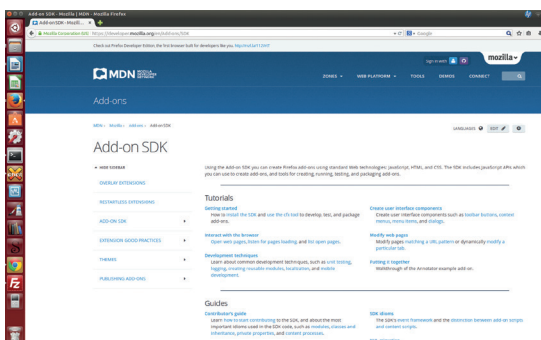 Add-on SDK - Mozilla | MDN - Mozilla Firefox
Add-on SDK - Mozill...
Mozilla Corporation (US) https://developer.mozilla.org/en/Add-ons/SDK
Google
Check out Firefox Developer Edition, the first browser built for developers like you.
Sign in with
mozilla
MDN MOZILLA DEVELOPER NETWORK
ZONES WEB PLATFORM TOOLS DEMOS CONNECT
Add-ons
MDN Mozilla Add-ons Add-on SDK
LANGUAGES EDIT
Add-on SDK
HIDE SIDEBAR
OVERLAY EXTENSIONS
RESTARTLESS EXTENSIONS
ADD-ON SDK
EXTENSION GOOD PRACTICES
THEMES
PUBLISHING ADD-ONS
Using the Add-on SDK you can create Firefox add-ons using standard Web technologies: JavaScript, HTML, and CSS. The SDK includes JavaScript APIs which
you can use to create add-ons, and tools for creating, running, testing, and packaging add-ons.
Tutorials
Getting started
How to install the SDK and use the cfx tool to develop, test, and package
add-ons.
Interact with the browser
Open web pages, listen for pages loading, and list open pages.
Development techniques
Learn about common development techniques, such as unit testing,
logging, creating reusable modules, localization, and mobile
development.
Create user interface components
Create user interface components such as toolbar buttons, context
menus, menu items, and dialogs.
Modify web pages
Modify pages matching a URL pattern or dynamically modify a
particular tab.
Putting it together
Walkthrough of the Annotator example add-on.
Guides
Contributor's guide
Learn how to start contributing to the SDK, and about the most
important idioms used in the SDK code, such as modules, classes and
inheritance, private properties, and content processes.
SDK idioms
The SDK's event framework and the distinction between add-on scripts
and content scripts.